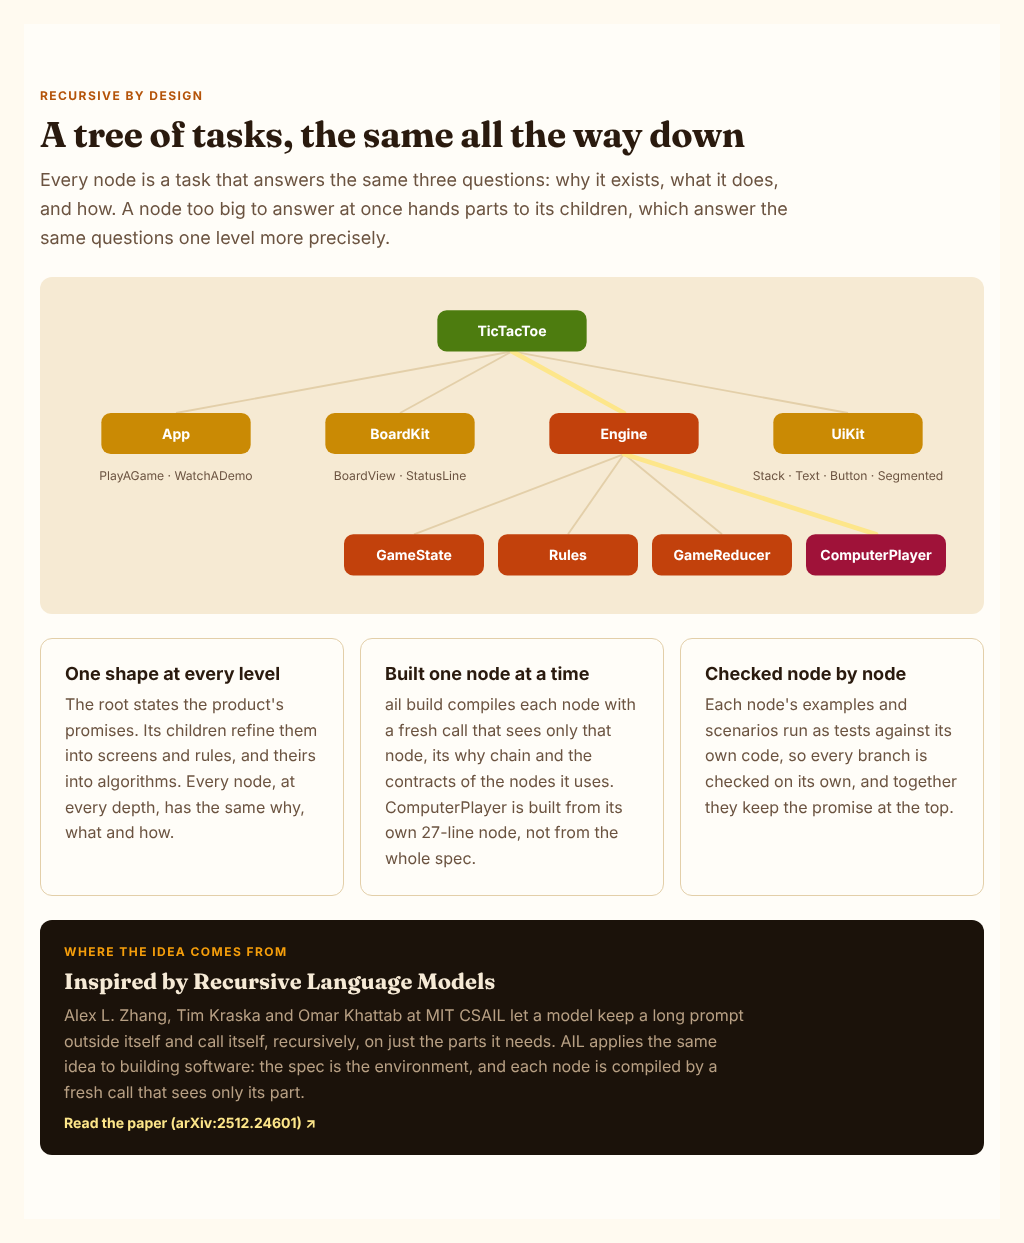 RECURSIVE BY DESIGN
A tree of tasks, the same all the way down
Every node is a task that answers the same three questions: why it exists, what it does,
and how. A node too big to answer at once hands parts to its children, which answer the
same questions one level more precisely.
TicTacToe
App
BoardKit
Engine
UiKit
PlayAGame · WatchADemo
BoardView · StatusLine
Stack · Text · Button · Segmented
GameState
Rules
GameReducer
ComputerPlayer
One shape at every level
The root states the product's
promises. Its children refine them
into screens and rules, and theirs
into algorithms. Every node, at
every depth, has the same why,
what and how.
Built one node at a time
ail build compiles each node with
a fresh call that sees only that
node, its why chain and the
contracts of the nodes it uses.
ComputerPlayer is built from its
own 27-line node, not from the
whole spec.
Checked node by node
Each node's examples and
scenarios run as tests against its
own code, so every branch is
checked on its own, and together
they keep the promise at the top.
WHERE THE IDEA COMES FROM
Inspired by Recursive Language Models
Alex L. Zhang, Tim Kraska and Omar Khattab at MIT CSAIL let a model keep a long prompt
outside itself and call itself, recursively, on just the parts it needs. AIL applies the same
idea to building software: the spec is the environment, and each node is compiled by a
fresh call that sees only its part.
Read the paper (arXiv:2512.24601) ↗